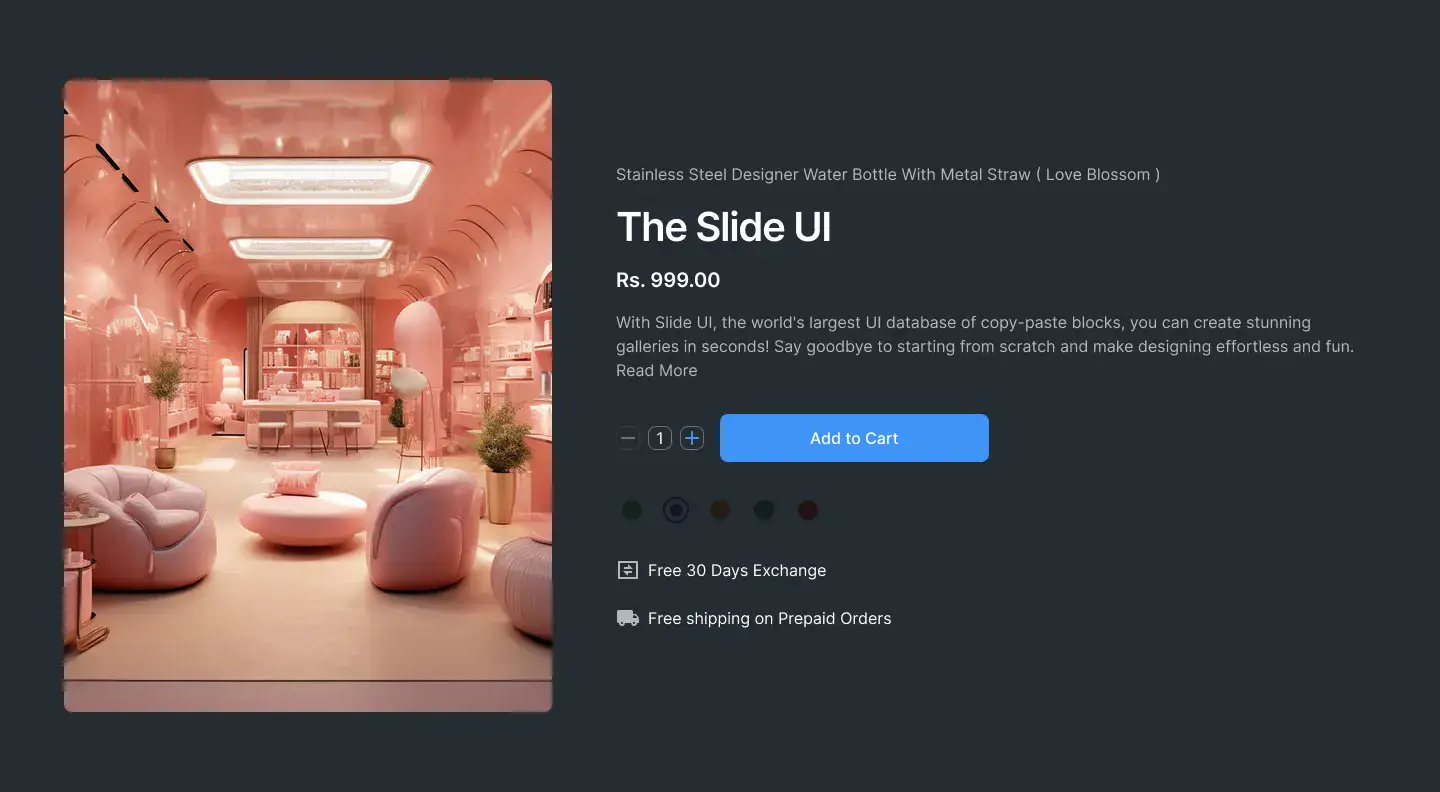 Stainless Steel Designer Water Bottle With Metal Straw ( Love Blossom )
The Slide UI
Rs. 999.00
With Slide UI, the world's largest UI database of copy-paste blocks, you can create stunning
galleries in seconds! Say goodbye to starting from scratch and make designing effortless and fun.
Read More
1
Add to Cart
Free 30 Days Exchange
Free shipping on Prepaid Orders